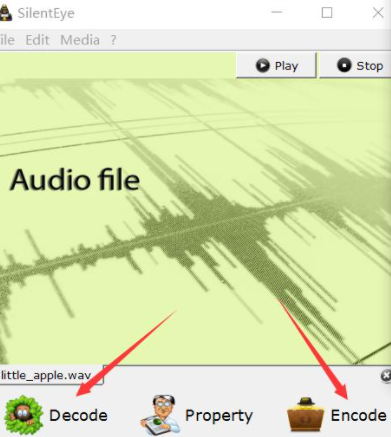 SilentEye
ile Edit Media ?
Play Stop
Audio file
little_apple.wav
Decode Property Encode